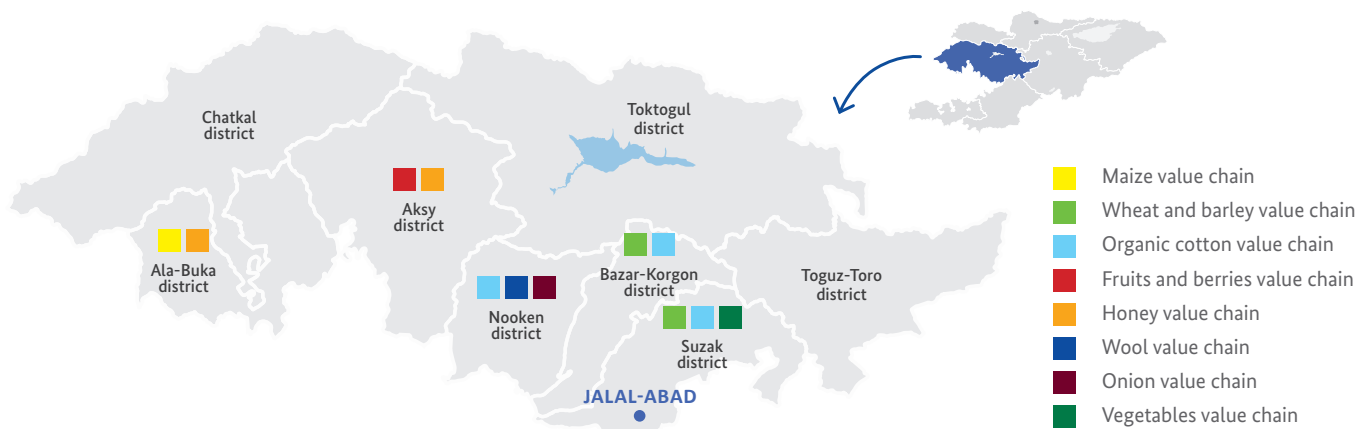 Chatkal
district
Toktogul
district
Aksy
district
Ala-Buka
district
Bazar-Korgon
district
Toguz-Toro
district
Nooken
district
Suzak
district
JALAL-ABAD
Maize value chain
Wheat and barley value chain
Organic cotton value chain
Fruits and berries value chain
Honey value chain
Wool value chain
Onion value chain
Vegetables value chain